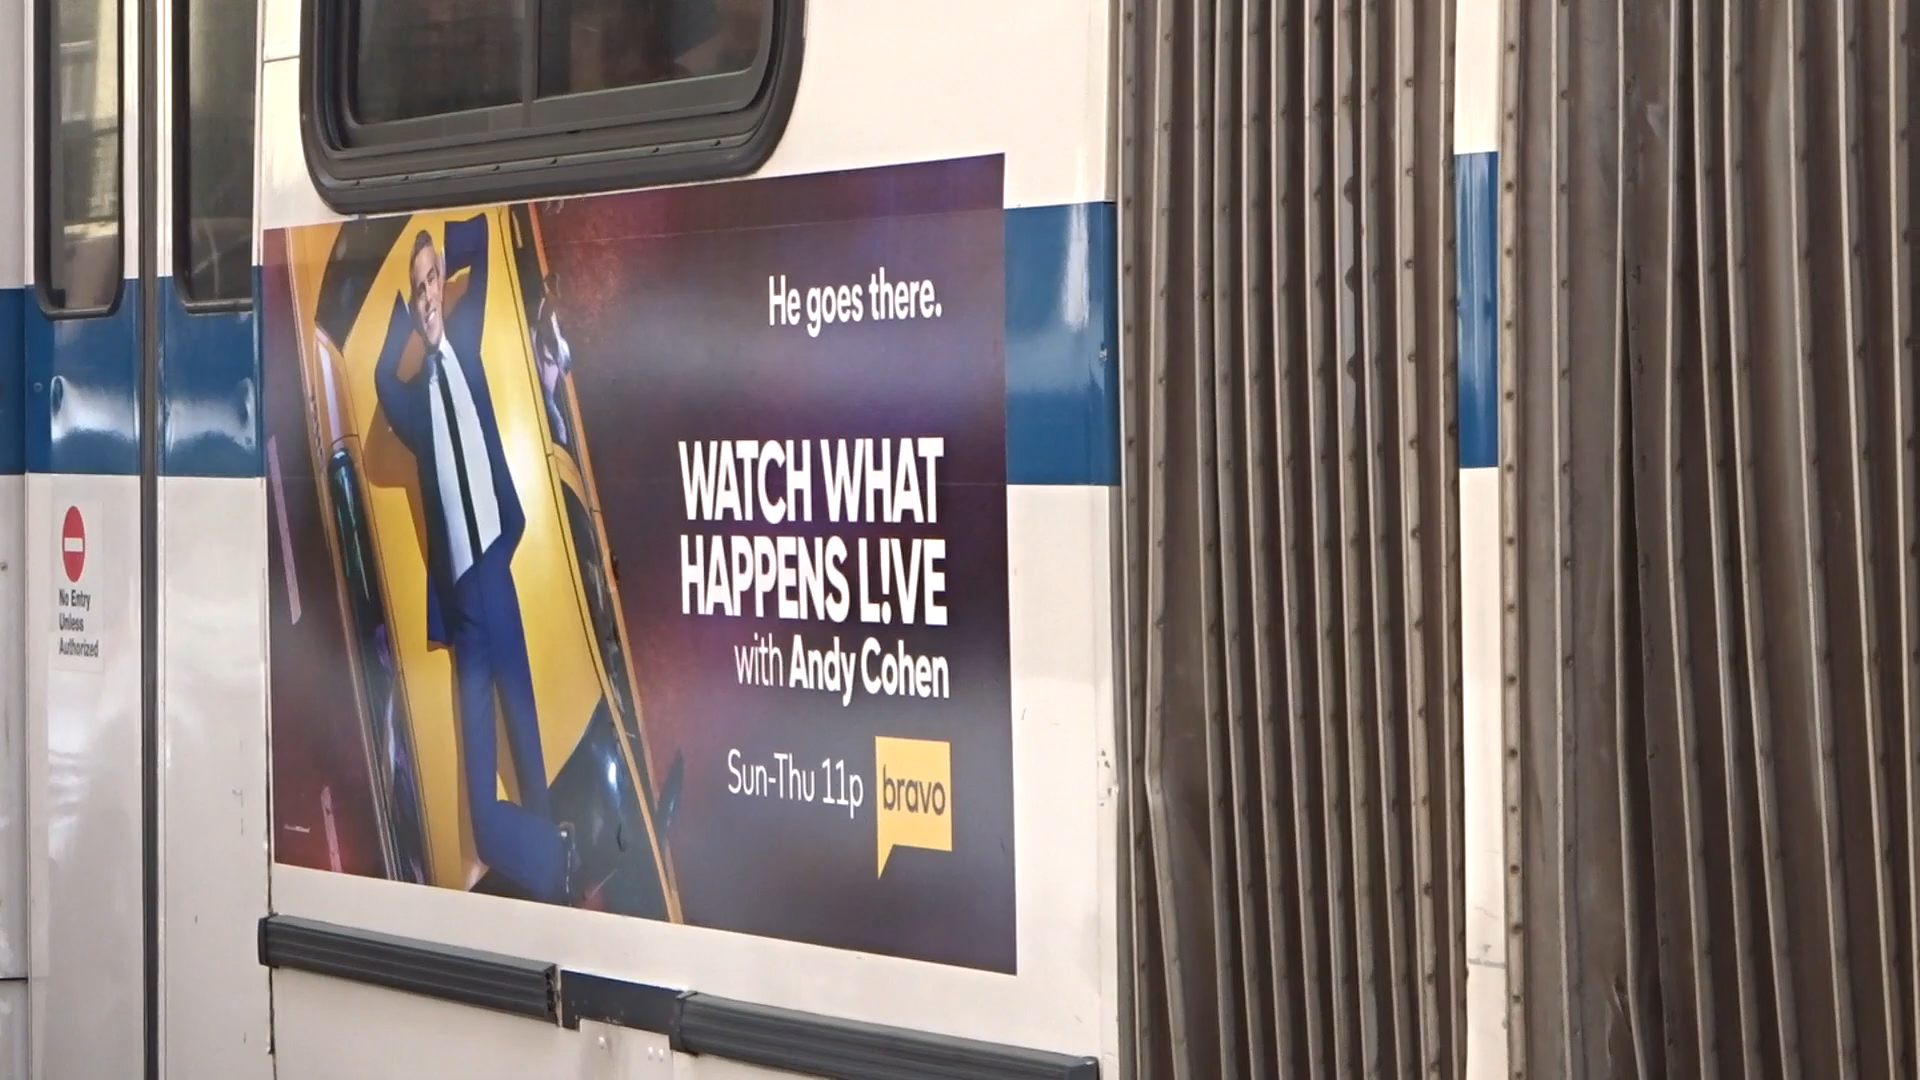 No Entry
Unless
Authorized
He goes there.
WATCH WHAT
HAPPENS L!VE
with Andy Cohen
Sun-Thu 11p
bravo